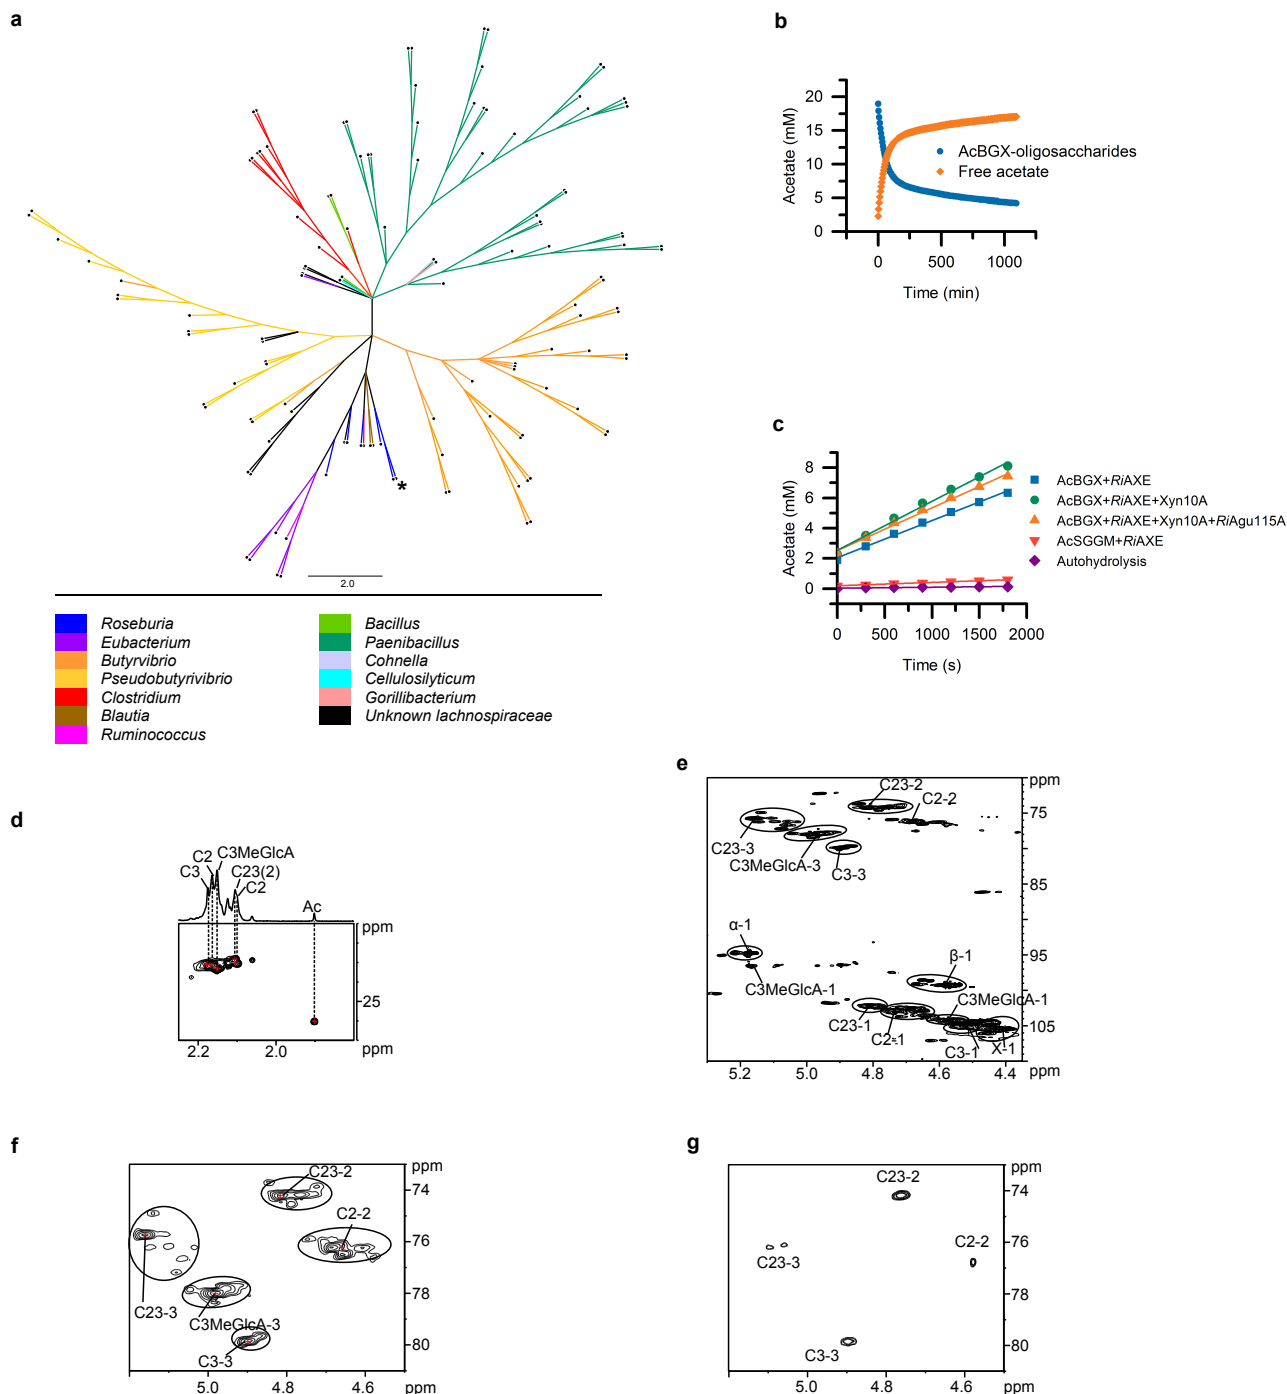 a
2.0
*
Roseburia
Eubacterium
Butyrvibrio
Pseudobutyrivibrio
Clostridium
Blautia
Ruminococcus
Bacillus
Paenibacillus
Cohnella
Cellulosilyticum
Gorillibacterium
Unknown lachnospiraceae
b
Acetate (mM)
20
15
10
5
0
AcBGX-oligosaccharides
Free acetate
0 500 1000
Time (min)
c
Acetate (mM)
8
6
4
2
0
AcBGX+RiAXE
AcBGX+RiAXE+Xyn10A
AcBGX+RiAXE+Xyn10A+RiAgu115A
AcSGGM+RiAXE
Autohydrolysis
0 500 1000 1500 2000
Time (s)
d
C3MeGlcA
C2
C3 C23(2)
C2
Ac
ppm
25
2.2 2.0 ppm
e
ppm
C23-2
C2-2
75
C23-3
C3MeGlcA-3
C3-3
85
α-1
β-1
95
C3MeGlcA-1
C3MeGlcA-1
C23-1
C2-1
C3-1
X-1
105
5.2 5.0 4.8 4.6 4.4 ppm
f
ppm
C23-2
74
C2-2
76
C23-3
78
C3MeGlcA-3
C3-3
80
5.0 4.8 4.6 ppm
g
ppm
C23-2
74
C23-3
C2-2
76
78
C3-3
80
5.0 4.8 4.6 ppm